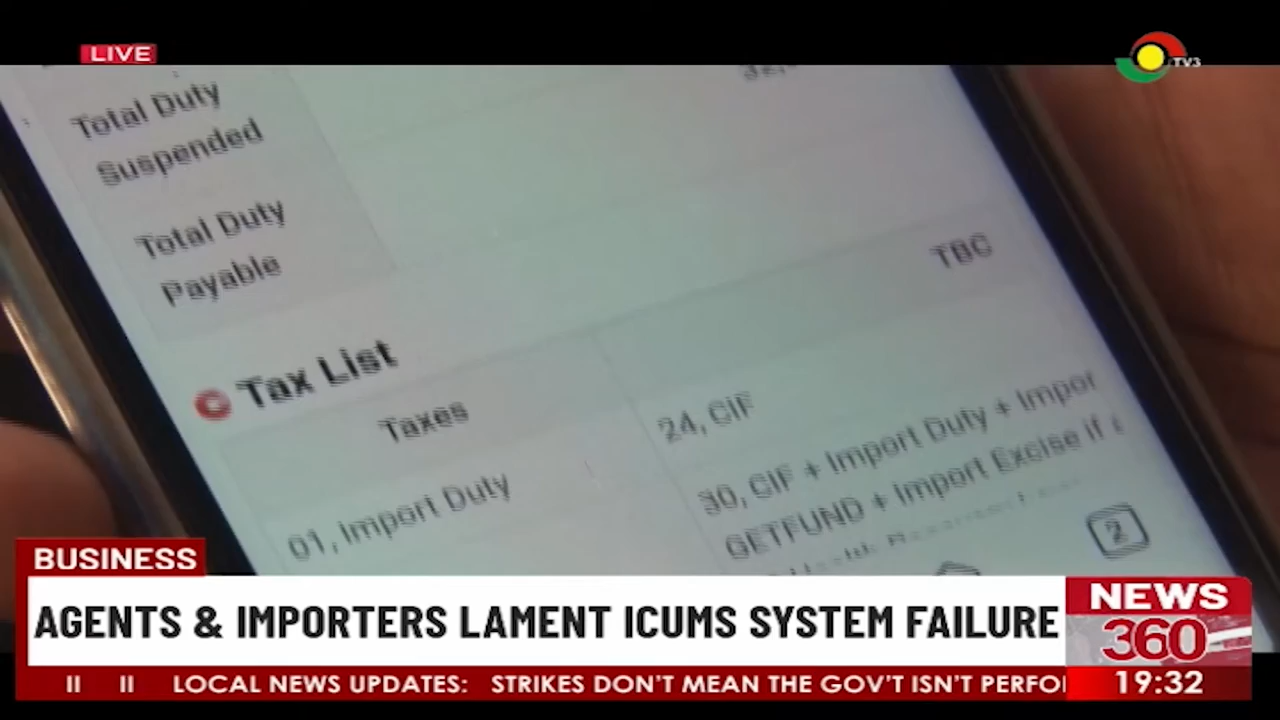 LIVE
TV3
Total Duty
Suspended
Total Duty
Payable
TBC
Tax List
Taxes
24, CIF
01, Import Duty
30, CIF + Import Duty + Impor
GETFUND + Import Excise if
2
BUSINESS
AGENTS & IMPORTERS LAMENT ICUMS SYSTEM FAILURE
NEWS
360
19:32
LOCAL NEWS UPDATES: STRIKES DON'T MEAN THE GOV'T ISN'T PERFO